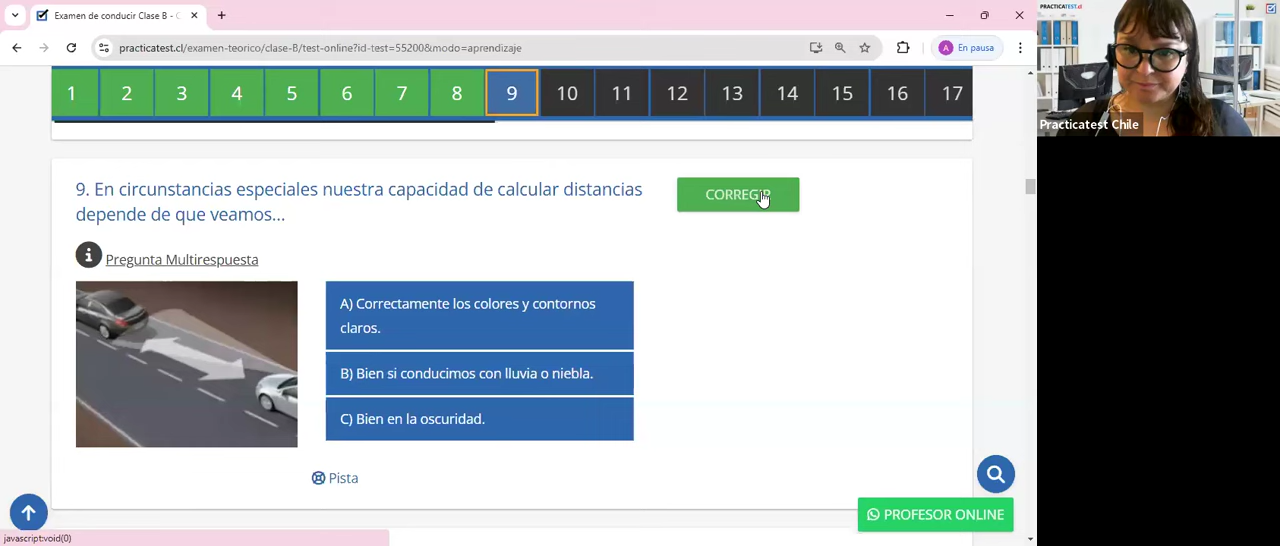 Examen de conducir Clase B - C
practicatest.cl/examen-teorico/clase-B/test-online?id-test=55200&modo=aprendizaje
A
En pausa
PRACTICATEST.cl
Practicatest Chile
1 2 3 4 5 6 7 8 9 10 11 12 13 14 15 16 17
9. En circunstancias especiales nuestra capacidad de calcular distancias
depende de que veamos...
CORREGIR
Pregunta Multirespuesta
A) Correctamente los colores y contornos
claros.
B) Bien si conducimos con lluvia o niebla.
C) Bien en la oscuridad.
Pista
PROFESOR ONLINE
javascript:void(0)